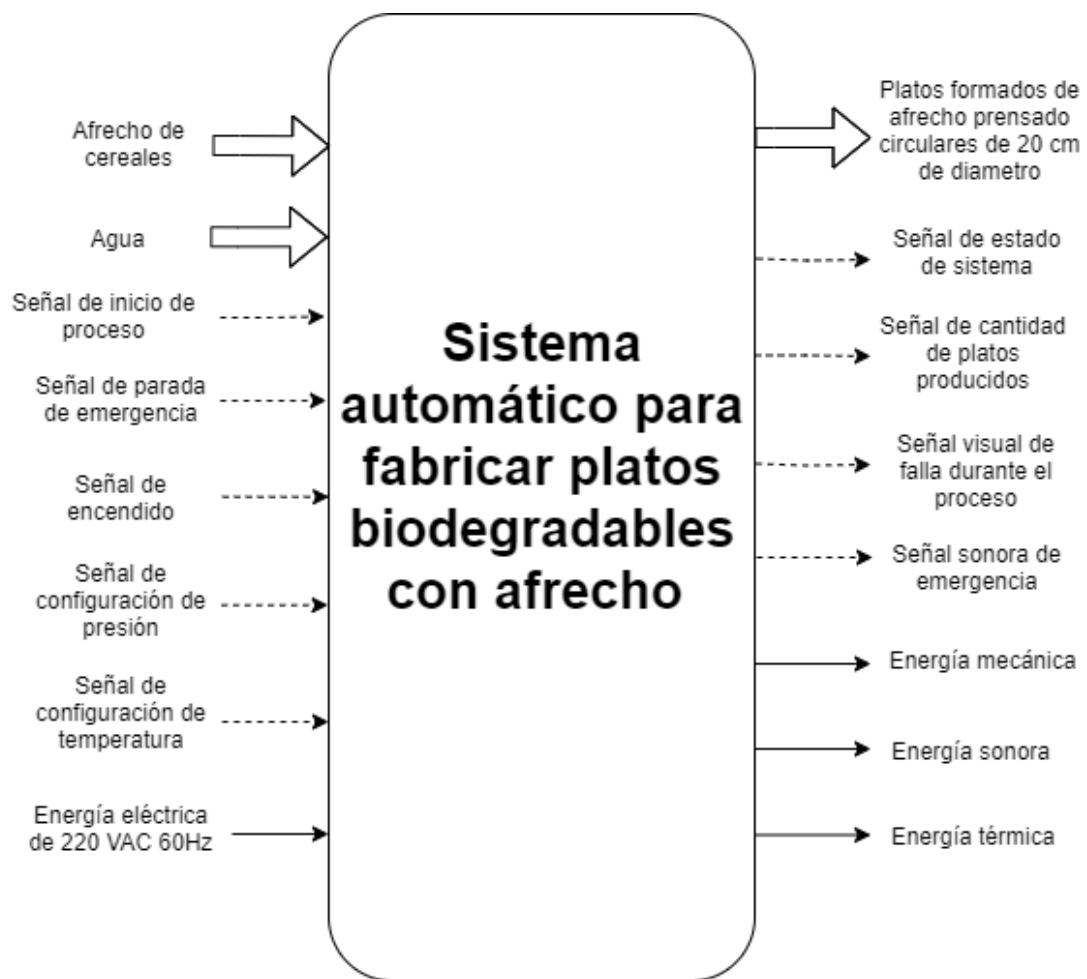 Afrecho de
cereales
Agua
Señal de inicio de
proceso
Señal de parada
de emergencia
Señal de
encendido
Señal de
configuración de
presión
Señal de
configuración de
temperatura
Energía eléctrica
de 220 VAC 60Hz
Sistema
automático para
fabricar platos
biodegradables
con afrecho
Platos formados de
afrecho prensado
circulares de 20 cm
de diametro
Señal de estado
de sistema
Señal de cantidad
de platos
producidos
Señal visual de
falla durante el
proceso
Señal sonora de
emergencia
Energía mecánica
Energía sonora
Energía térmica